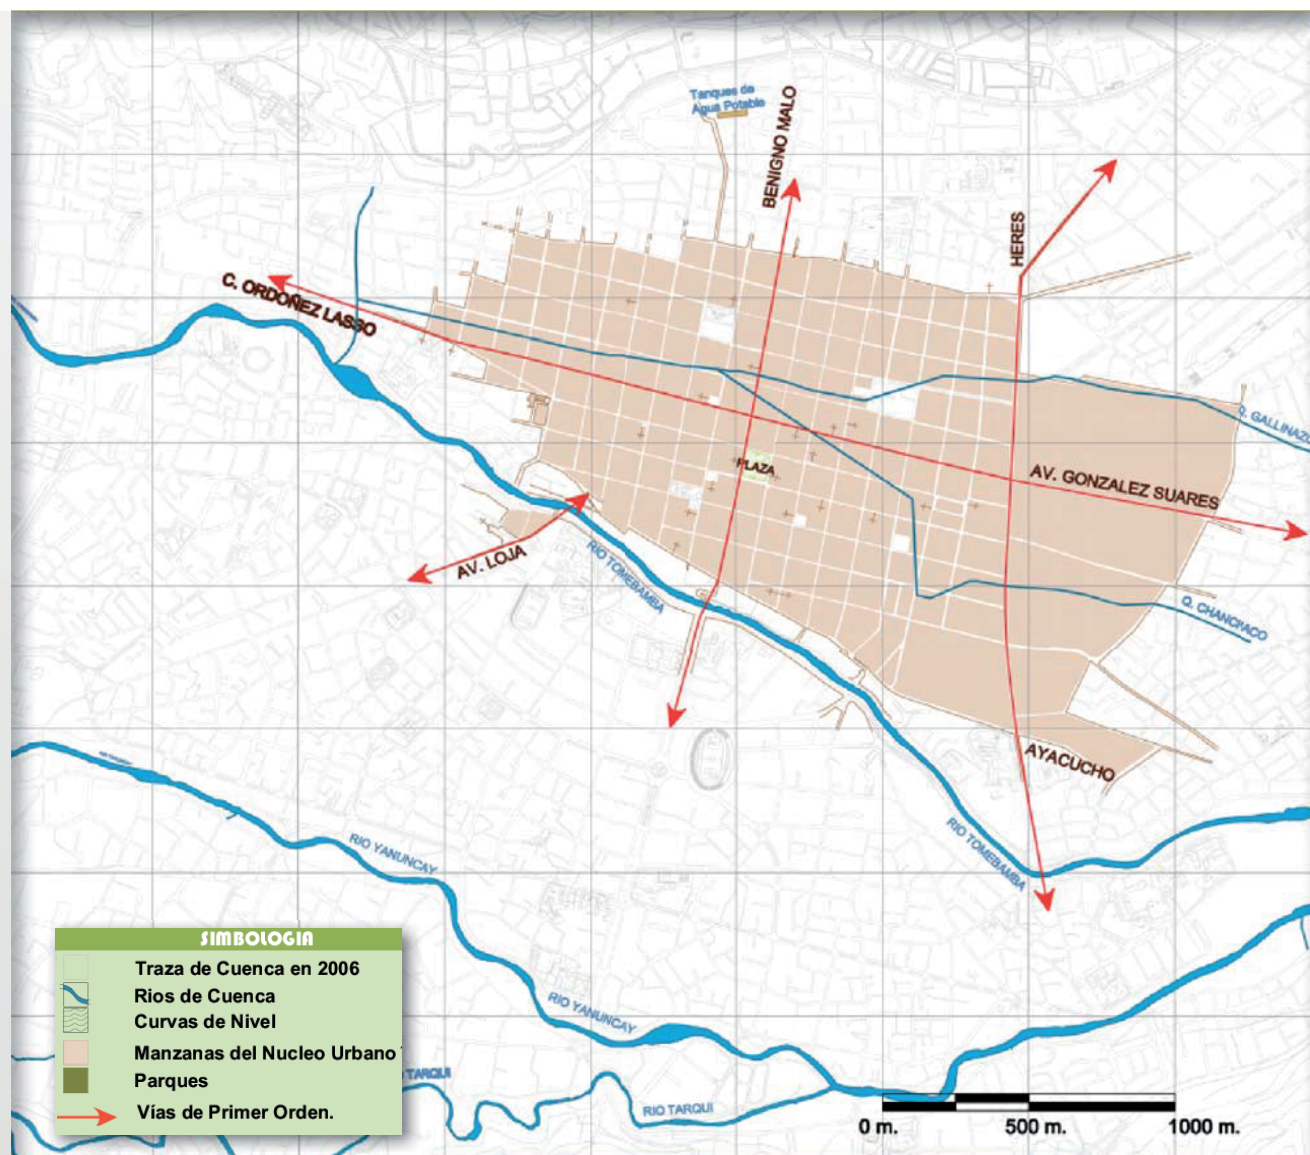 Tanques de
Agua Potable
BENIGNO MALO
HERES
C. ORDOÑEZ LASSO
Q. GALLINAZO
AV. GONZALEZ SUARES
PLAZA
AV. LOJA
RIO TOMEBAMBA
Q. CHANCHACO
AYACUCHO
RIO TOMEBAMBA
RIO YANUNCAY
RIO YANUNCAY
TARQUI
RIO TARQUI
SIMBOLOGIA
Traza de Cuenca en 2006
Rios de Cuenca
Curvas de Nivel
Manzanas del Nucleo Urbano
Parques
Vías de Primer Orden.
0 m. 500 m. 1000 m.